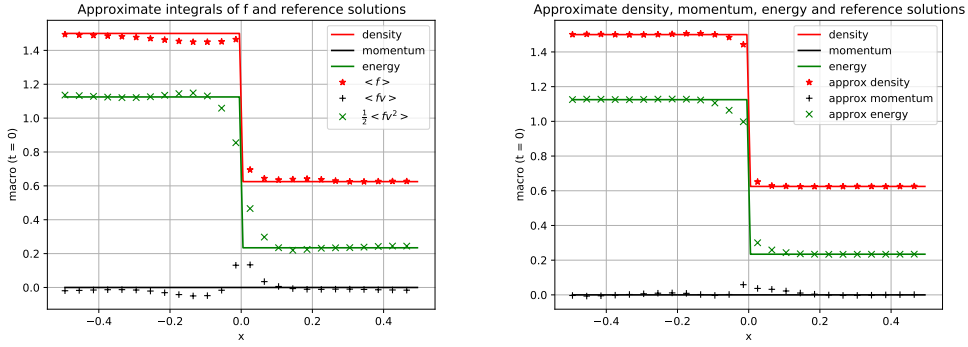 Approximate integrals of f and reference solutions
macro (t = 0)
1.4
1.2
1.0
0.8
0.6
0.4
0.2
0.0
−0.4
−0.2
0.0
0.2
0.4
x
density
momentum
energy
< f >
< fv >
½ < fv² >
Approximate density, momentum, energy and reference solutions
macro (t = 0)
1.4
1.2
1.0
0.8
0.6
0.4
0.2
0.0
−0.4
−0.2
0.0
0.2
0.4
x
density
momentum
energy
approx density
approx momentum
approx energy